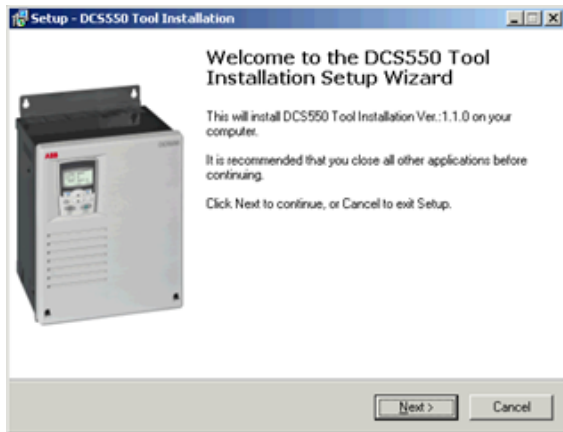 Setup - DCS550 Tool Installation
Welcome to the DCS550 Tool
Installation Setup Wizard
This will install DCS550 Tool Installation Ver.:1.1.0 on your
computer.
It is recommended that you close all other applications before
continuing.
Click Next to continue, or Cancel to exit Setup.
ABB
Next >
Cancel